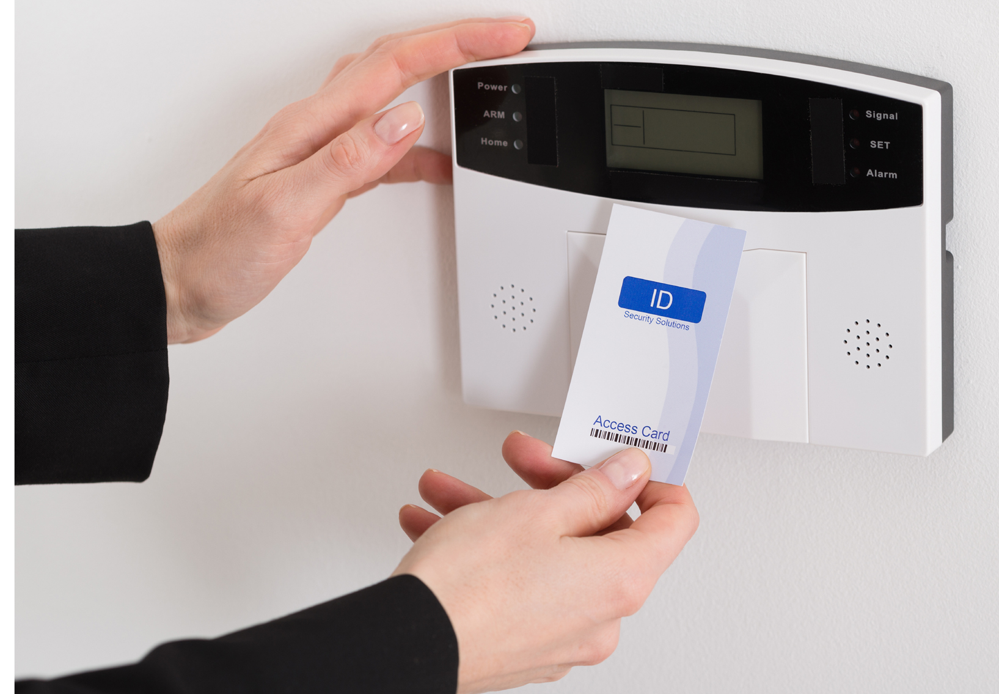 Power
ARM
Home
Signal
SET
Alarm
ID
Security Solutions
Access Card